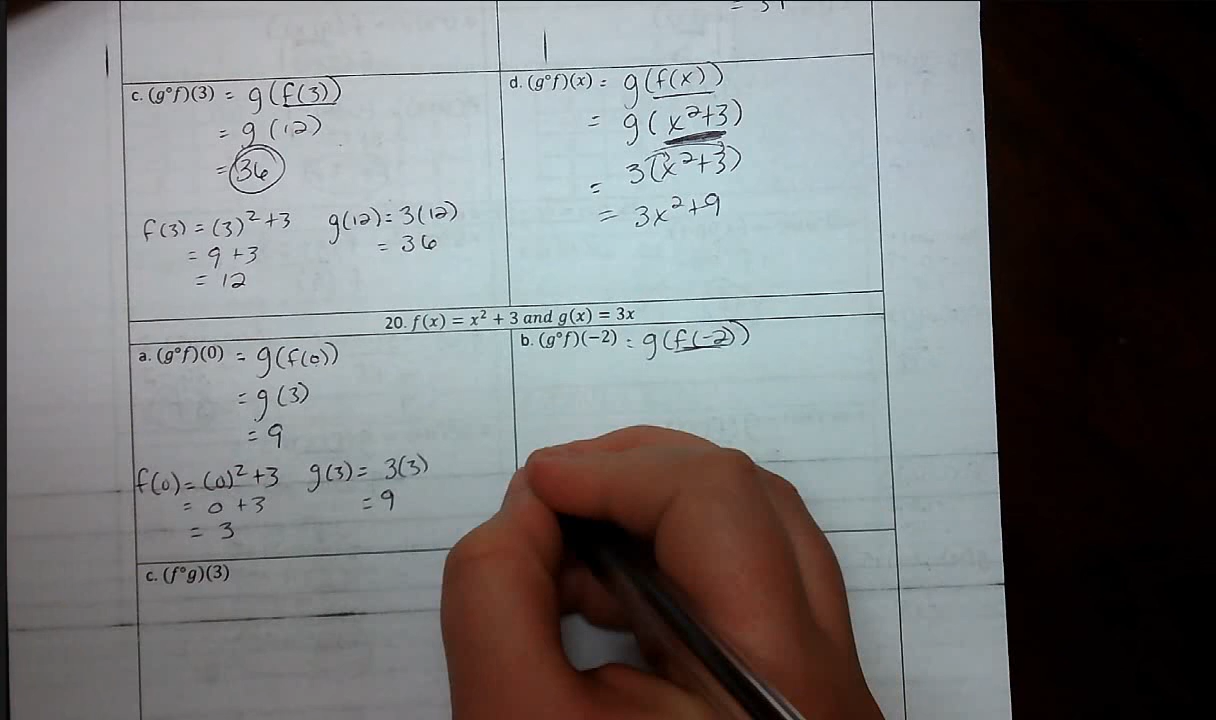 = 31
c. (g°f)(3) = g(f(3))
= g(12)
= 36
f(3) = (3)² + 3
= 9 + 3
= 12
g(12) = 3(12)
= 36
d. (g°f)(x) = g(f(x))
= g(x²+3)
= 3(x²+3)
= 3x²+9
20. f(x) = x² + 3 and g(x) = 3x
a. (g°f)(0) = g(f(0))
= g(3)
= 9
f(0) = (0)² + 3
= 0 + 3
= 3
g(3) = 3(3)
= 9
b. (g°f)(-2) = g(f(-2))
c. (f°g)(3)